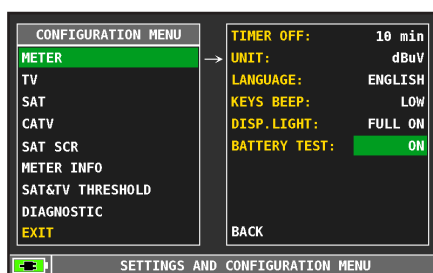 CONFIGURATION MENU
METER
TV
SAT
CATV
SAT SCR
METER INFO
SAT&TV THRESHOLD
DIAGNOSTIC
EXIT
TIMER OFF: 10 min
UNIT: dBuV
LANGUAGE: ENGLISH
KEYS BEEP: LOW
DISP.LIGHT: FULL ON
BATTERY TEST: ON
BACK
SETTINGS AND CONFIGURATION MENU